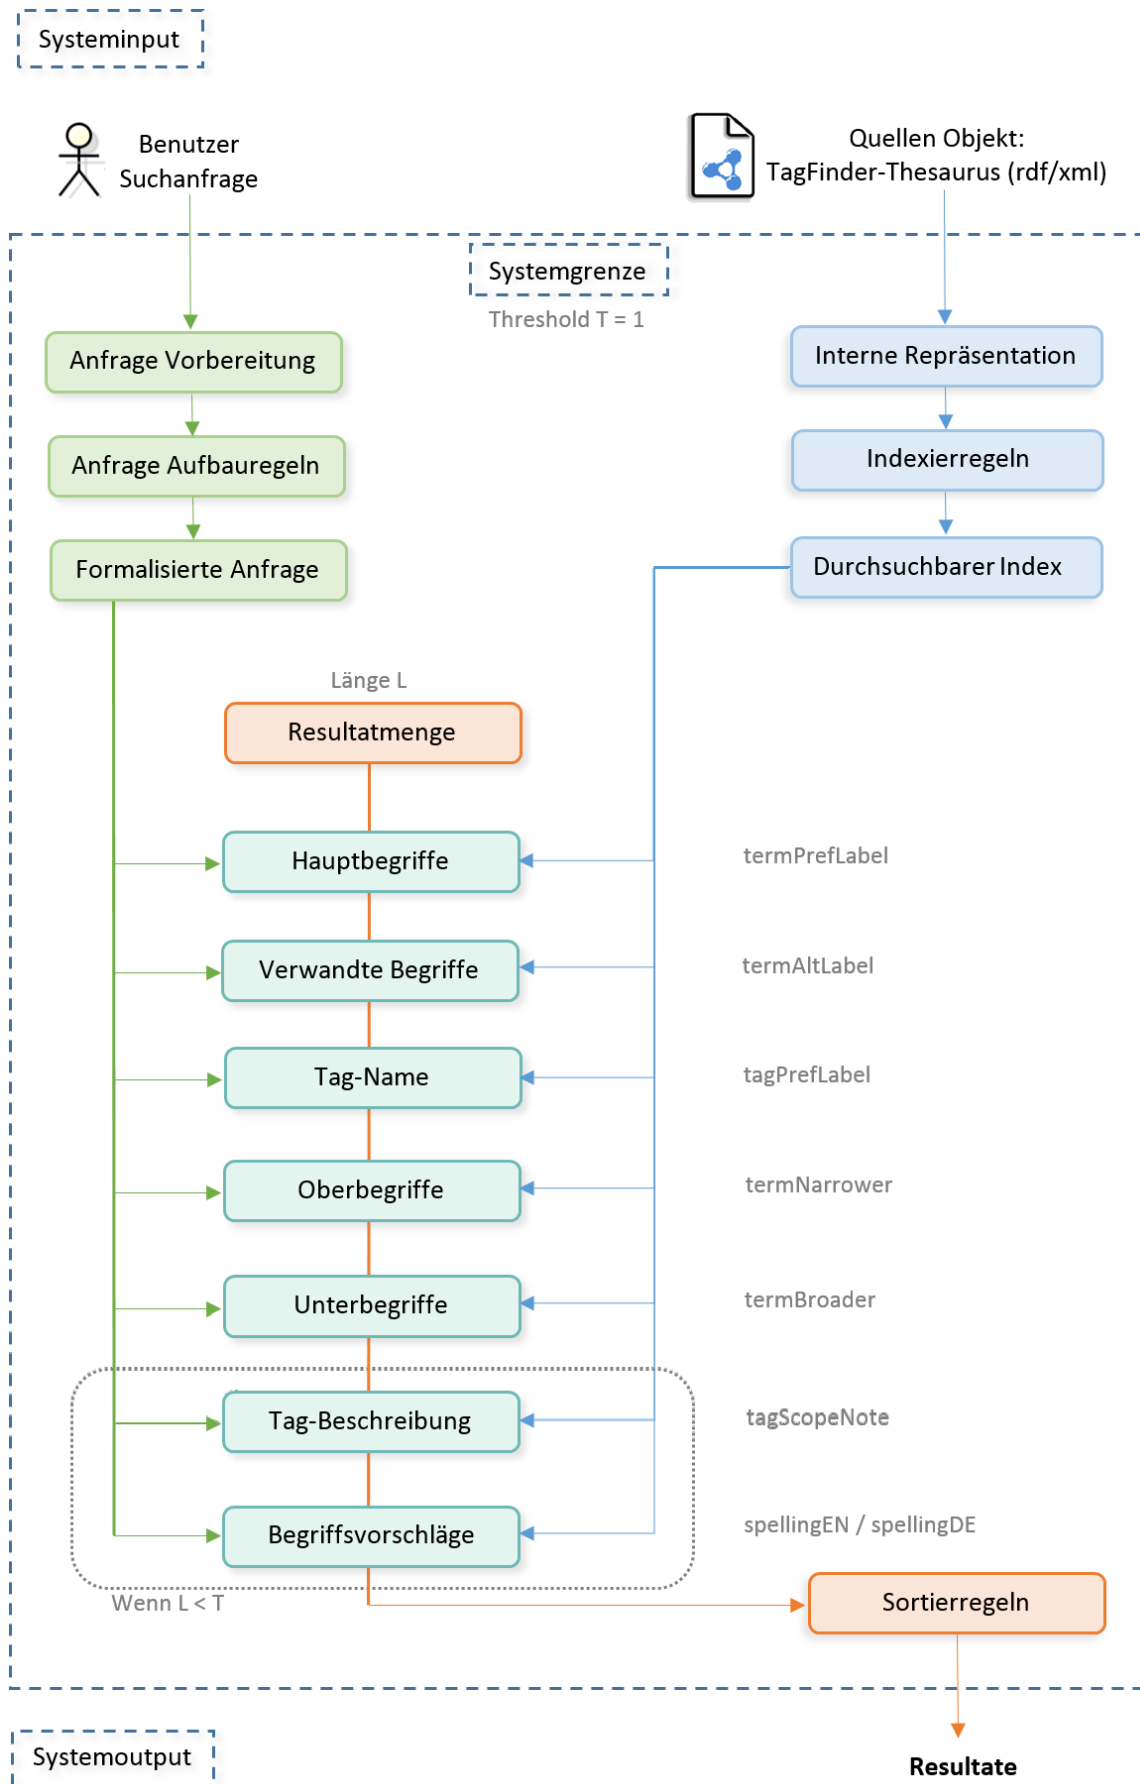 Systeminput
Benutzer
Suchanfrage
Quellen Objekt:
TagFinder-Thesaurus (rdf/xml)
Systemgrenze
Threshold T = 1
Anfrage Vorbereitung
Interne Repräsentation
Anfrage Aufbauregeln
Indexierregeln
Formalisierte Anfrage
Durchsuchbarer Index
Länge L
Resultatmenge
Hauptbegriffe
termPrefLabel
Verwandte Begriffe
termAltLabel
Tag-Name
tagPrefLabel
Oberbegriffe
termNarrower
Unterbegriffe
termBroader
Tag-Beschreibung
tagScopeNote
Begriffsvorschläge
spellingEN / spellingDE
Wenn L < T
Sortierregeln
Systemoutput
Resultate